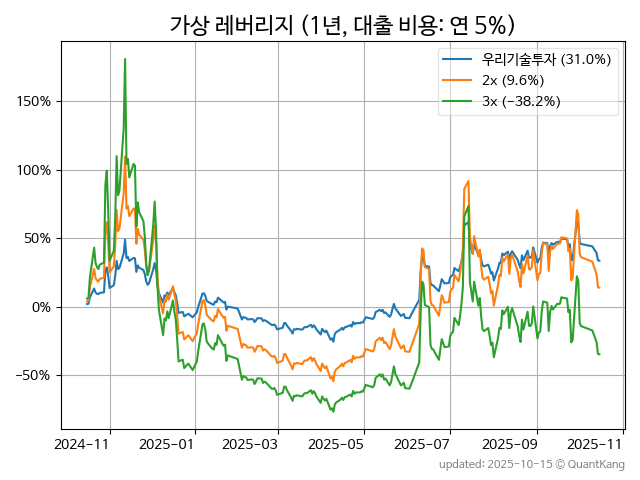 가상 레버리지 (1년, 대출 비용: 연 5%)
우리기술투자 (31.0%)
2x (9.6%)
3x (−38.2%)
150%
100%
50%
0%
−50%
2024-11 2025-01 2025-03 2025-05 2025-07 2025-09 2025-11
updated: 2025-10-15 © QuantKang